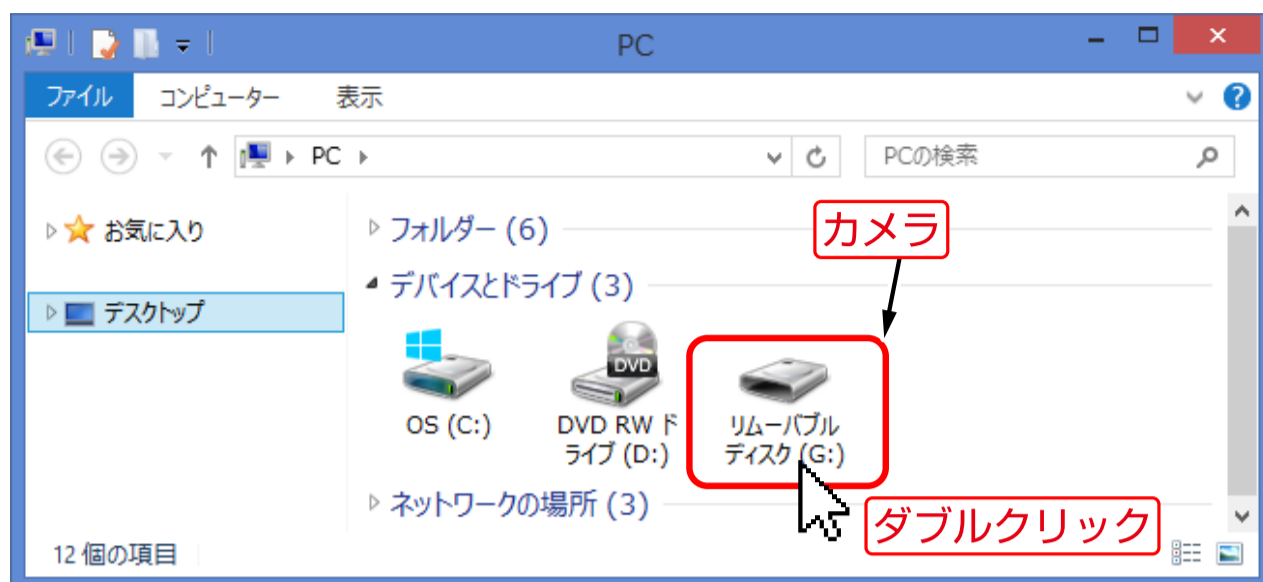 PC
ファイル コンピューター 表示
PC
PCの検索
お気に入り
デスクトップ
フォルダー (6)
カメラ
デバイスとドライブ (3)
OS (C:)
DVD
DVD RW ド
ライブ (D:)
リムーバブル
ディスク (G:)
ネットワークの場所 (3)
ダブルクリック
12 個の項目